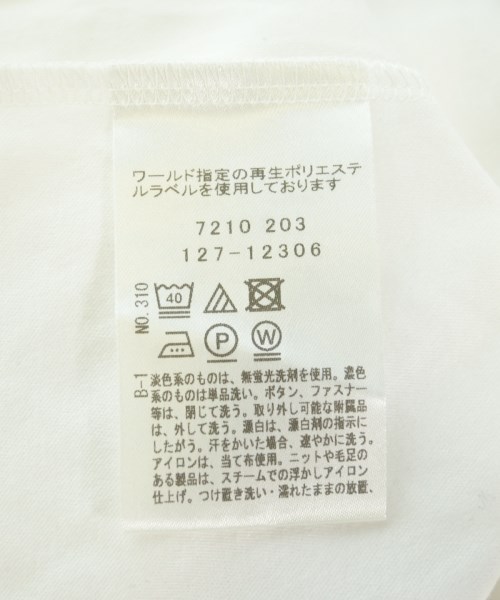 ワールド指定の再生ポリエステ
ルラベルを使用しております
7210 203
127-12306
NO.310
40
P
W
B-1
淡色系のものは、無蛍光洗剤を使用。濃色
系のものは単品洗い。ボタン、ファスナー
等は、閉じて洗う。取り外し可能な附属品
は、外して洗う。漂白は、漂白剤の指示に
したがう。汗をかいた場合、速やかに洗う。
アイロンは、当て布使用。ニットや毛足の
ある製品は、スチームでの浮かしアイロン
仕上げ。つけ置き洗い・濡れたままの放置、